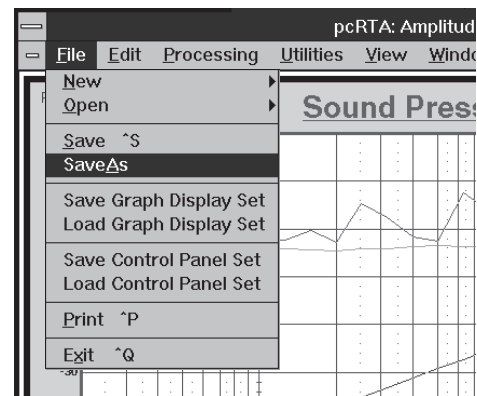 pcRTA: Amplitud
File Edit Processing Utilities View Windo
New
Open
Sound Press
Save ^S
SaveAs
Save Graph Display Set
Load Graph Display Set
Save Control Panel Set
Load Control Panel Set
Print ^P
Exit ^Q
-30